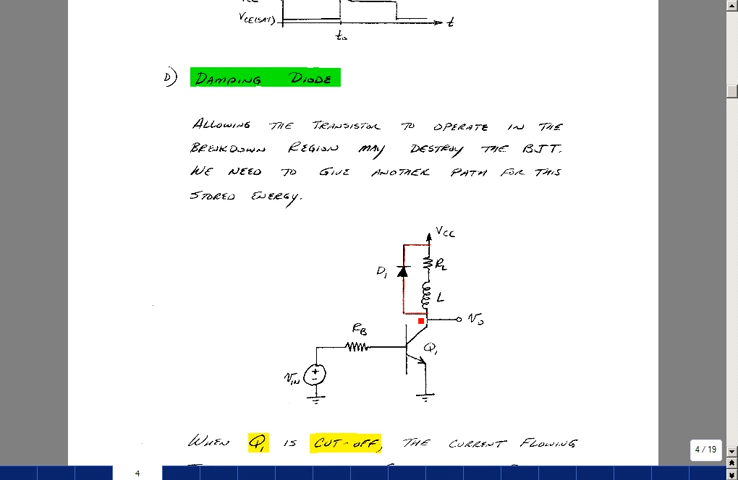 VCE(SAT)
t
to
D) DAMPING DIODE
ALLOWING THE TRANSISTOR TO OPERATE IN THE
BREAKDOWN REGION MAY DESTROY THE BJT.
WE NEED TO GIVE ANOTHER PATH FOR THIS
STORED ENERGY.
VCC
D1
RL
L
Vo
RB
Q1
VIN
+
-
WHEN Q1 IS CUT-OFF, THE CURRENT FLOWING
4 / 19
4